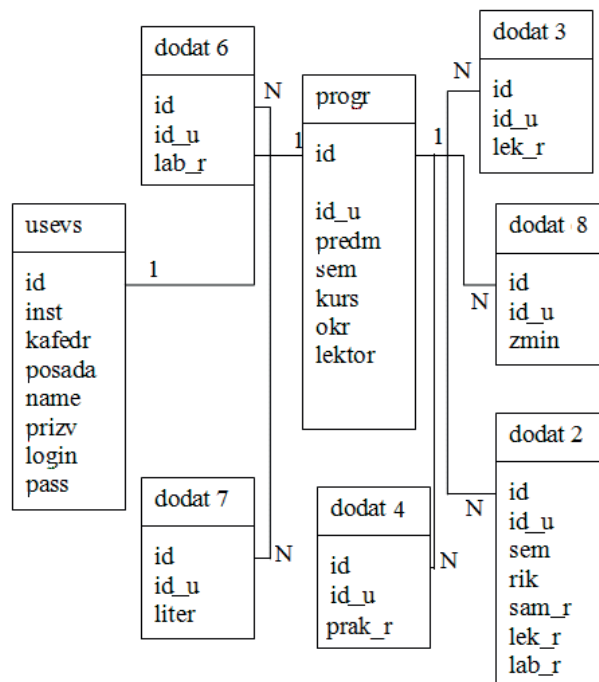 dodat 6
id
id_u
lab_r
N
1
progr
id
id_u
predm
sem
kurs
okr
lektor
1
dodat 3
id
id_u
lek_r
N
usevs
id
inst
kafedr
posada
name
prizv
login
pass
1
dodat 8
id
id_u
zmin
N
dodat 7
id
id_u
liter
N
dodat 4
id
id_u
prak_r
N
dodat 2
id
id_u
sem
rik
sam_r
lek_r
lab_r
N